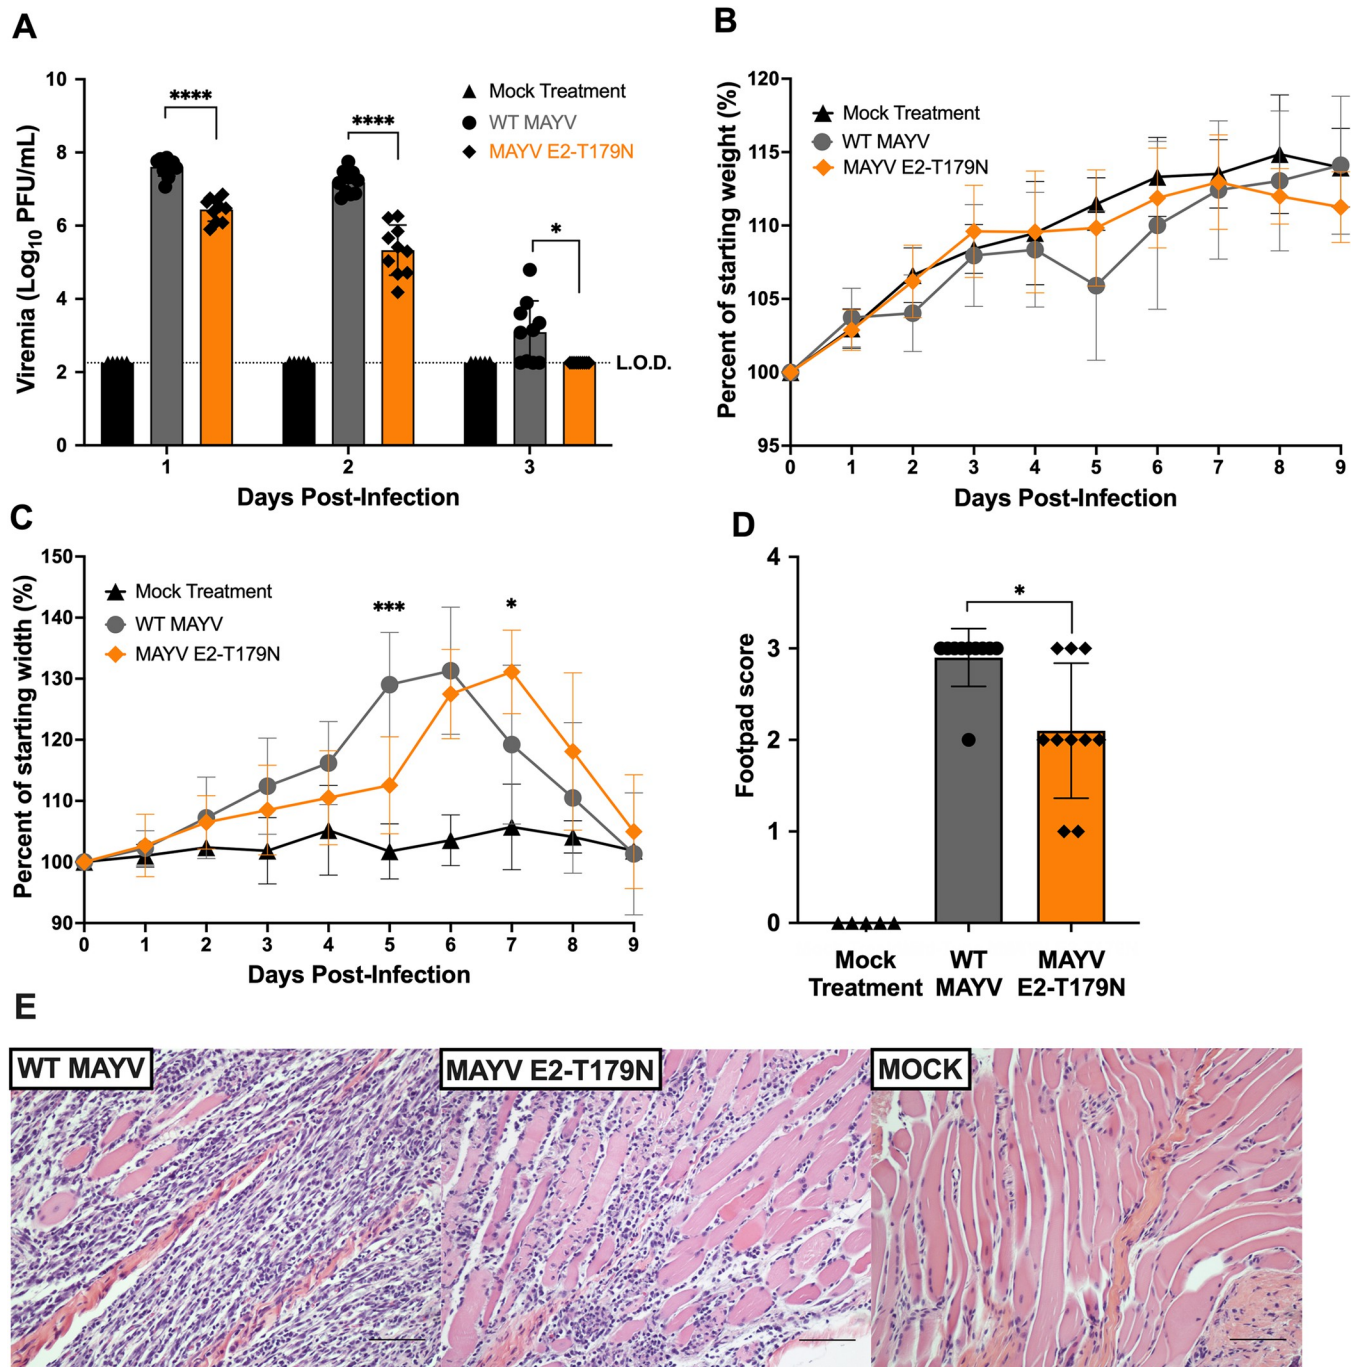 A
Viremia (Log10 PFU/mL)
10
8
6
4
2
0
****
****
*
Mock Treatment
WT MAYV
MAYV E2-T179N
L.O.D.
1 2 3
Days Post-Infection
B
Percent of starting weight (%)
120
115
110
105
100
95
Mock Treatment
WT MAYV
MAYV E2-T179N
0 1 2 3 4 5 6 7 8 9
Days Post-Infection
C
Percent of starting width (%)
150
140
130
120
110
100
90
Mock Treatment
WT MAYV
MAYV E2-T179N
***
*
0 1 2 3 4 5 6 7 8 9
Days Post-Infection
D
Footpad score
4
3
2
1
0
*
Mock Treatment
WT MAYV
MAYV E2-T179N
E
WT MAYV
MAYV E2-T179N
MOCK